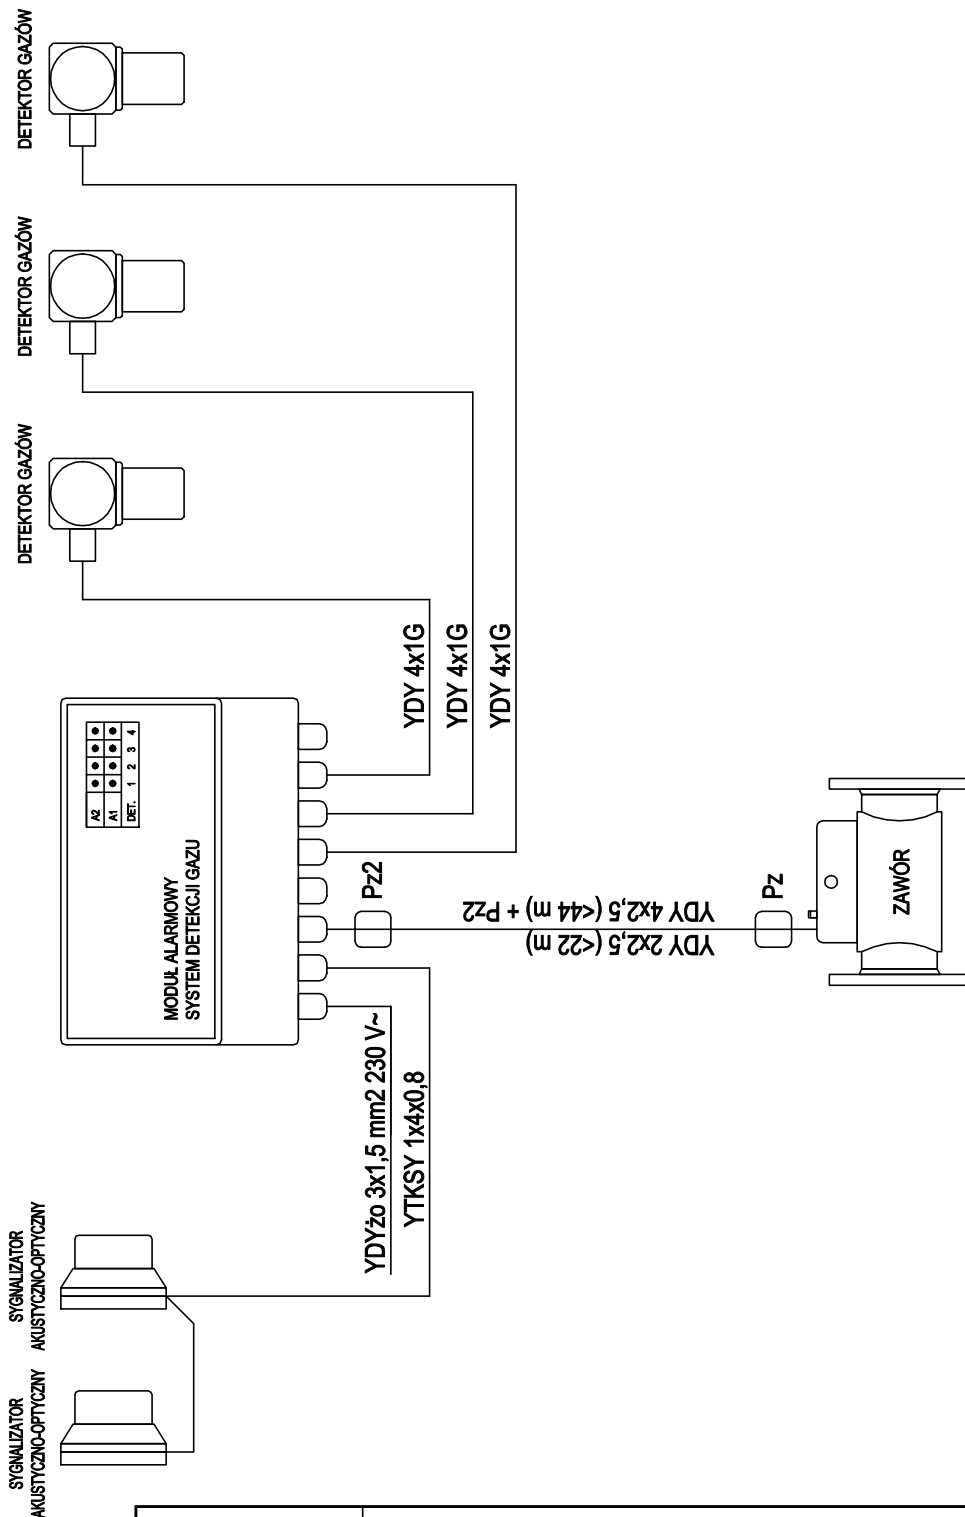 SYGNALIZATOR
AKUSTYCZNO-OPTYCZNY
SYGNALIZATOR
AKUSTYCZNO-OPTYCZNY
MODUŁ ALARMOWY
SYSTEM DETEKCJI GAZU
A2
A1
DET. 1 2 3 4
DETEKTOR GAZÓW
DETEKTOR GAZÓW
DETEKTOR GAZÓW
YDYżo 3x1,5 mm2 230 V~
YTKSY 1x4x0,8
Pz2
YDY 4x1G
YDY 4x1G
YDY 4x1G
YDY 2x2,5 (<22 m)
YDY 4x2,5 (<44 m) + Pz2
Pz
ZAWÓR